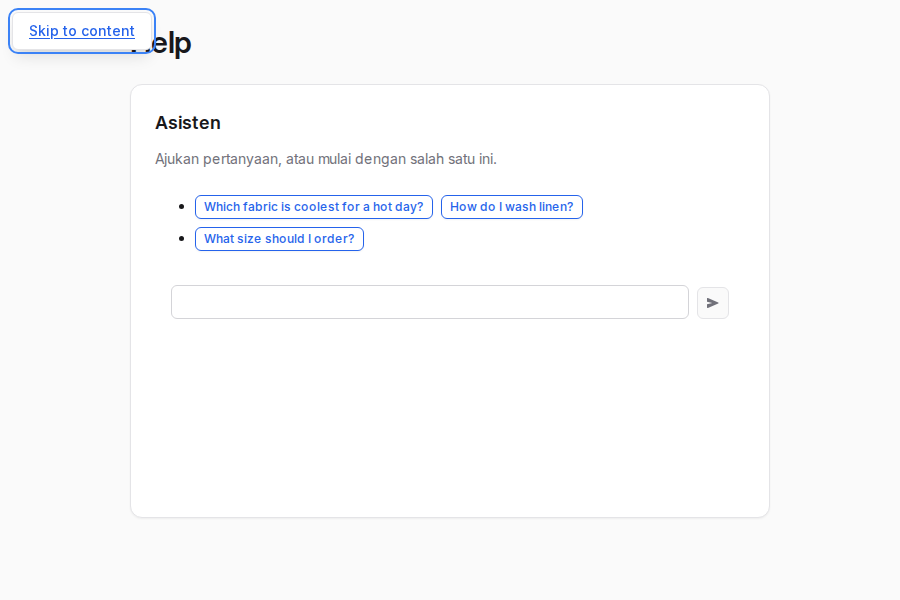 Skip to content
Help
Asisten
Ajukan pertanyaan, atau mulai dengan salah satu ini.
Which fabric is coolest for a hot day? How do I wash linen?
What size should I order?